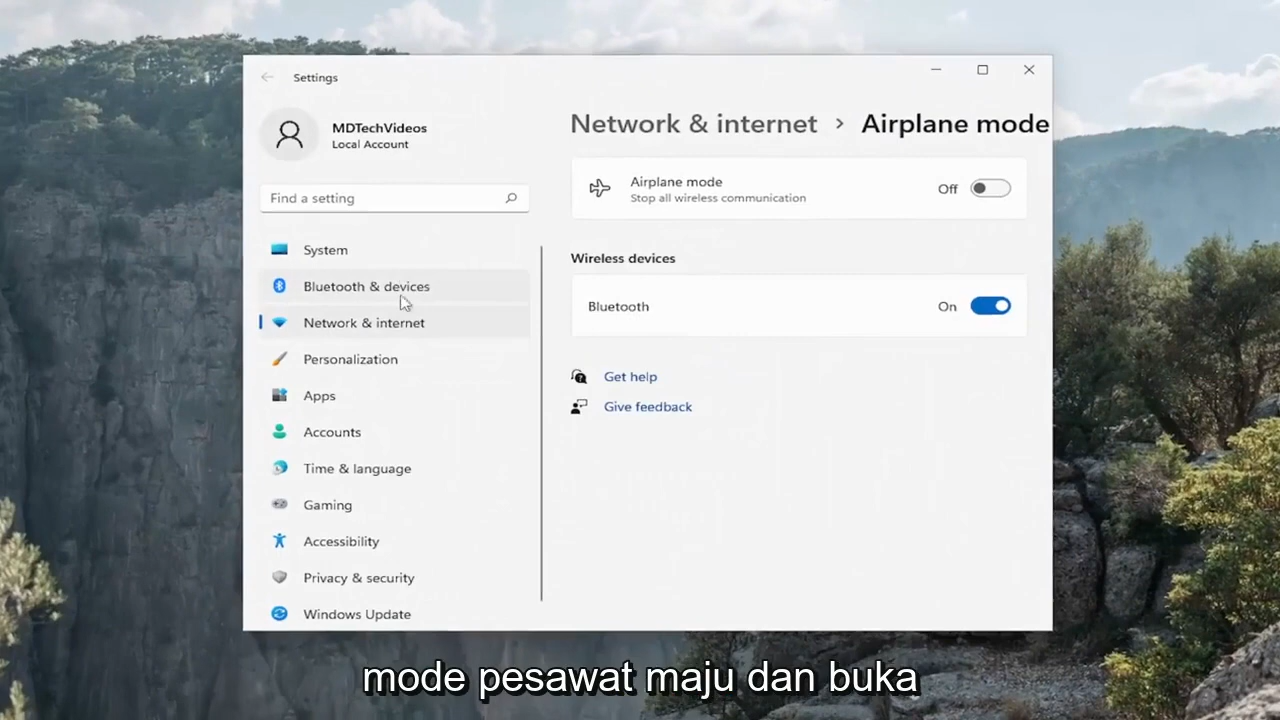 Settings
MDTechVideos
Local Account
Find a setting
System
Bluetooth & devices
Network & internet
Personalization
Apps
Accounts
Time & language
Gaming
Accessibility
Privacy & security
Windows Update
Network & internet > Airplane mode
Airplane mode
Stop all wireless communication
Off
Wireless devices
Bluetooth
On
Get help
Give feedback
mode pesawat maju dan buka